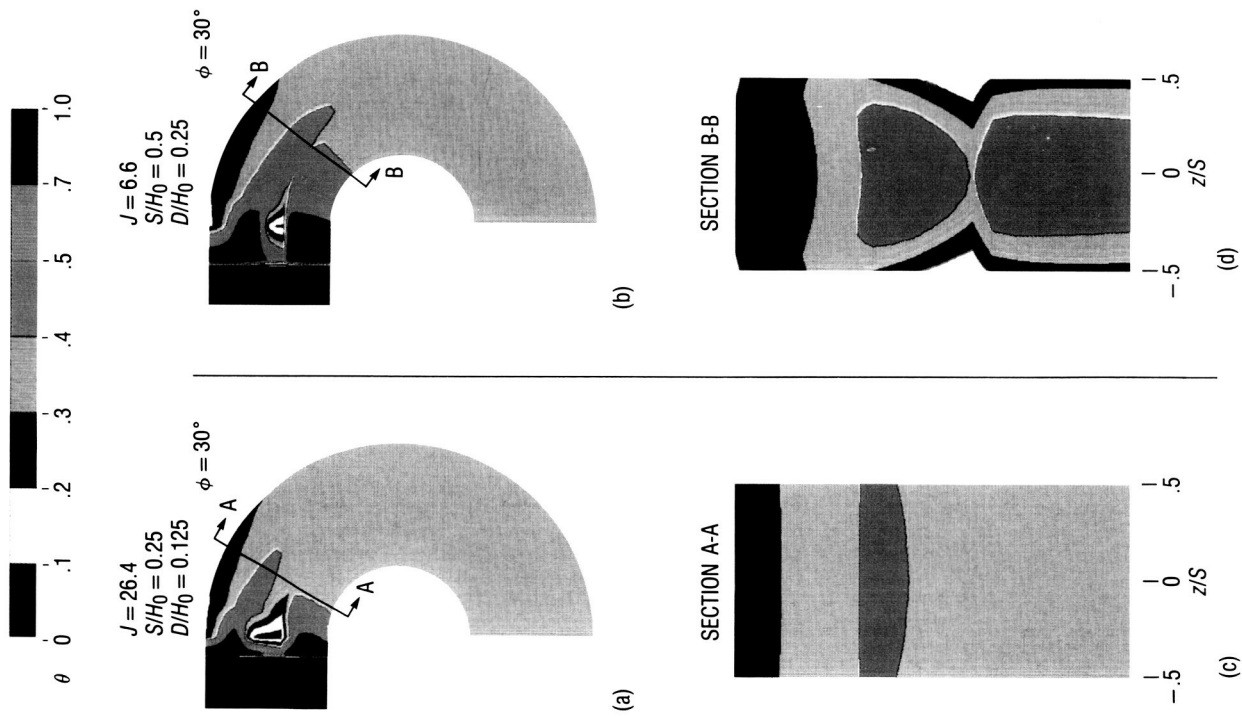 θ
0 .1 .2 .3 .4 .5 .7 1.0
J = 26.4
S/H₀ = 0.25
D/H₀ = 0.125
ϕ = 30°
A
A
(a)
J = 6.6
S/H₀ = 0.5
D/H₀ = 0.25
ϕ = 30°
B
B
(b)
SECTION A-A
–.5 0 .5
z/S
(c)
SECTION B-B
–.5 0 .5
z/S
(d)